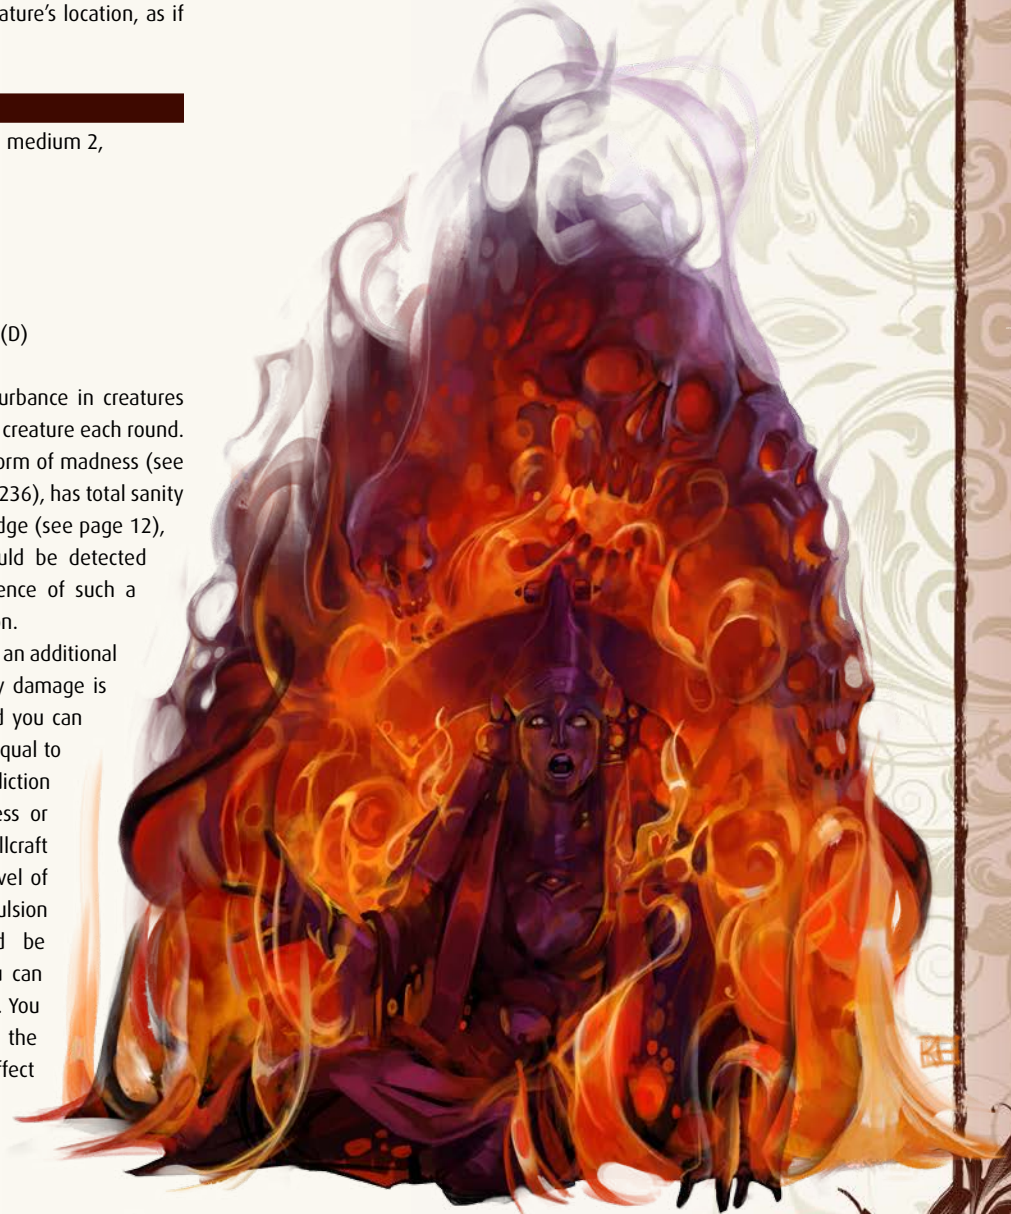 ature’s location, as if
medium 2,
(D)
urbance in creatures
creature each round.
orm of madness (see
236), has total sanity
dge (see page 12),
uld be detected
ence of such a
on.
an additional
y damage is
d you can
qual to
diction
ess or
llcraft
vel of
ulsion
d be
can
. You
the
ffect